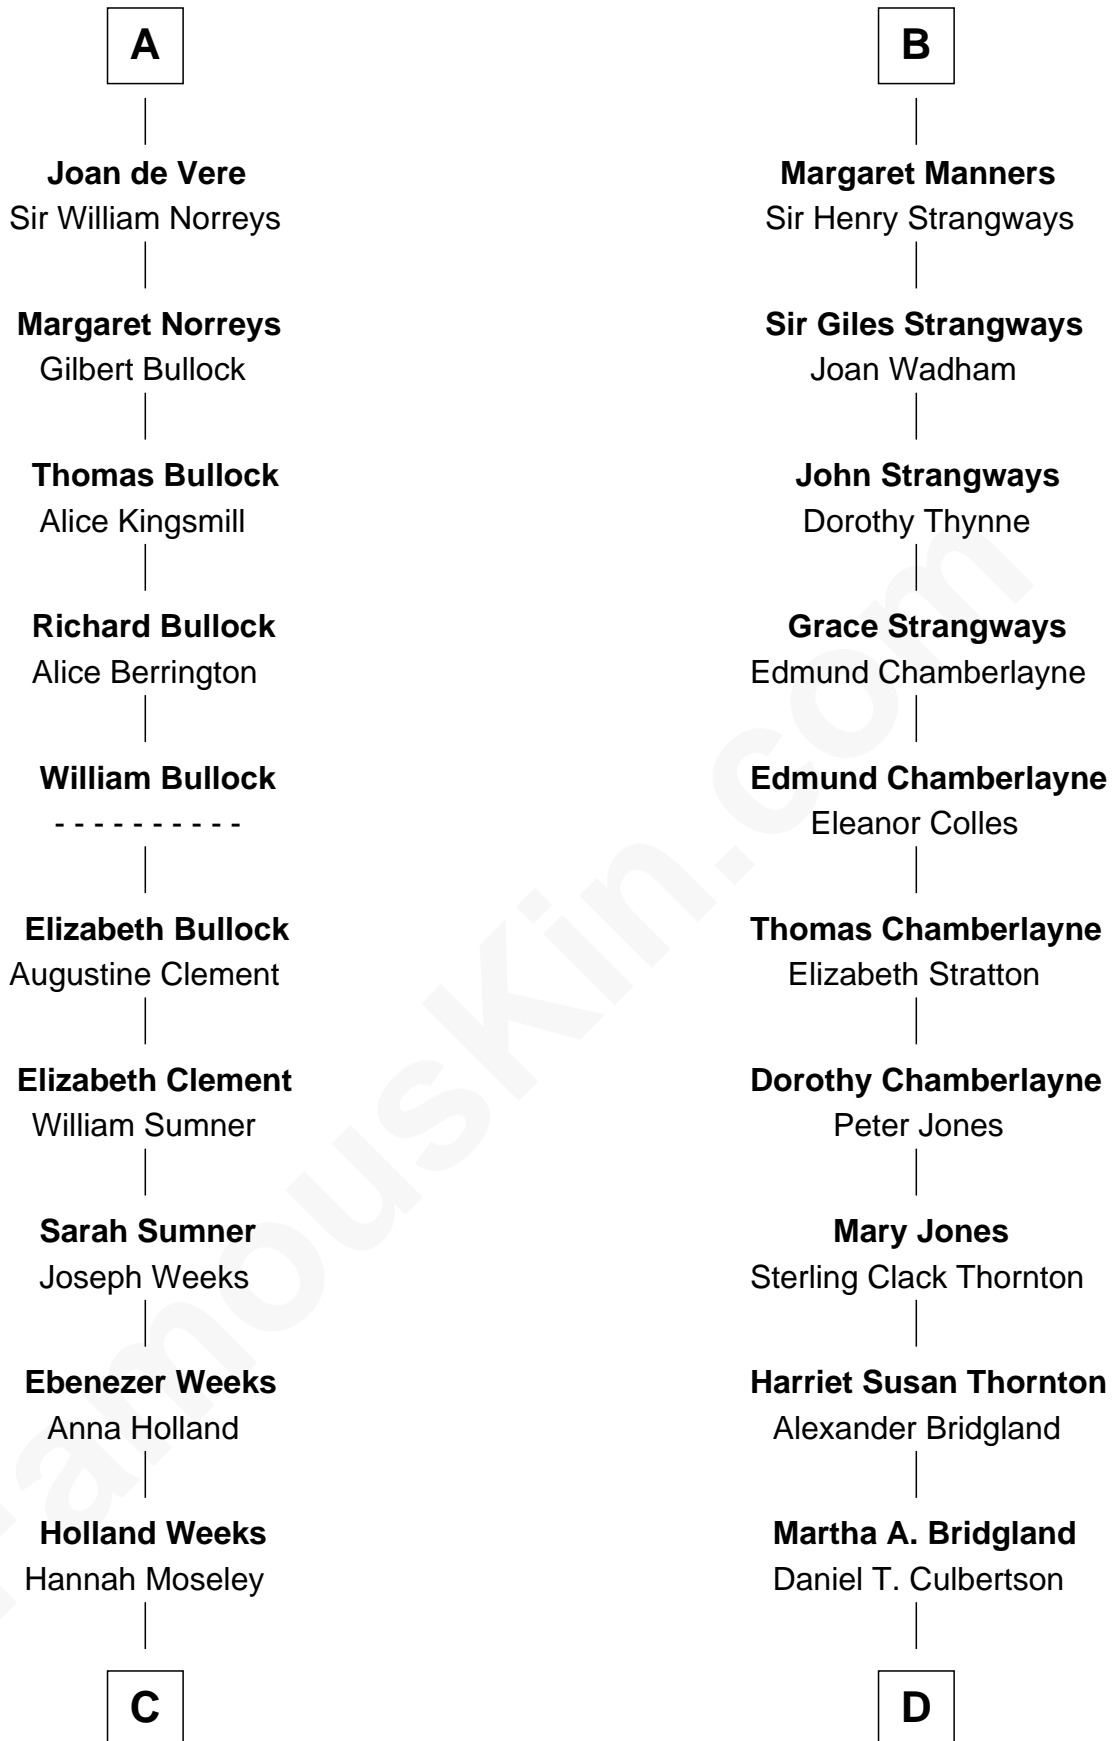 A
Joan de Vere
Sir William Norreys
Margaret Norreys
Gilbert Bullock
Thomas Bullock
Alice Kingsmill
Richard Bullock
Alice Berrington
William Bullock
- - - - - - - - - -
Elizabeth Bullock
Augustine Clement
Elizabeth Clement
William Sumner
Sarah Sumner
Joseph Weeks
Ebenezer Weeks
Anna Holland
Holland Weeks
Hannah Moseley
C
B
Margaret Manners
Sir Henry Strangways
Sir Giles Strangways
Joan Wadham
John Strangways
Dorothy Thynne
Grace Strangways
Edmund Chamberlayne
Edmund Chamberlayne
Eleanor Colles
Thomas Chamberlayne
Elizabeth Stratton
Dorothy Chamberlayne
Peter Jones
Mary Jones
Sterling Clack Thornton
Harriet Susan Thornton
Alexander Bridgland
Martha A. Bridgland
Daniel T. Culbertson
D
FamousKin.com